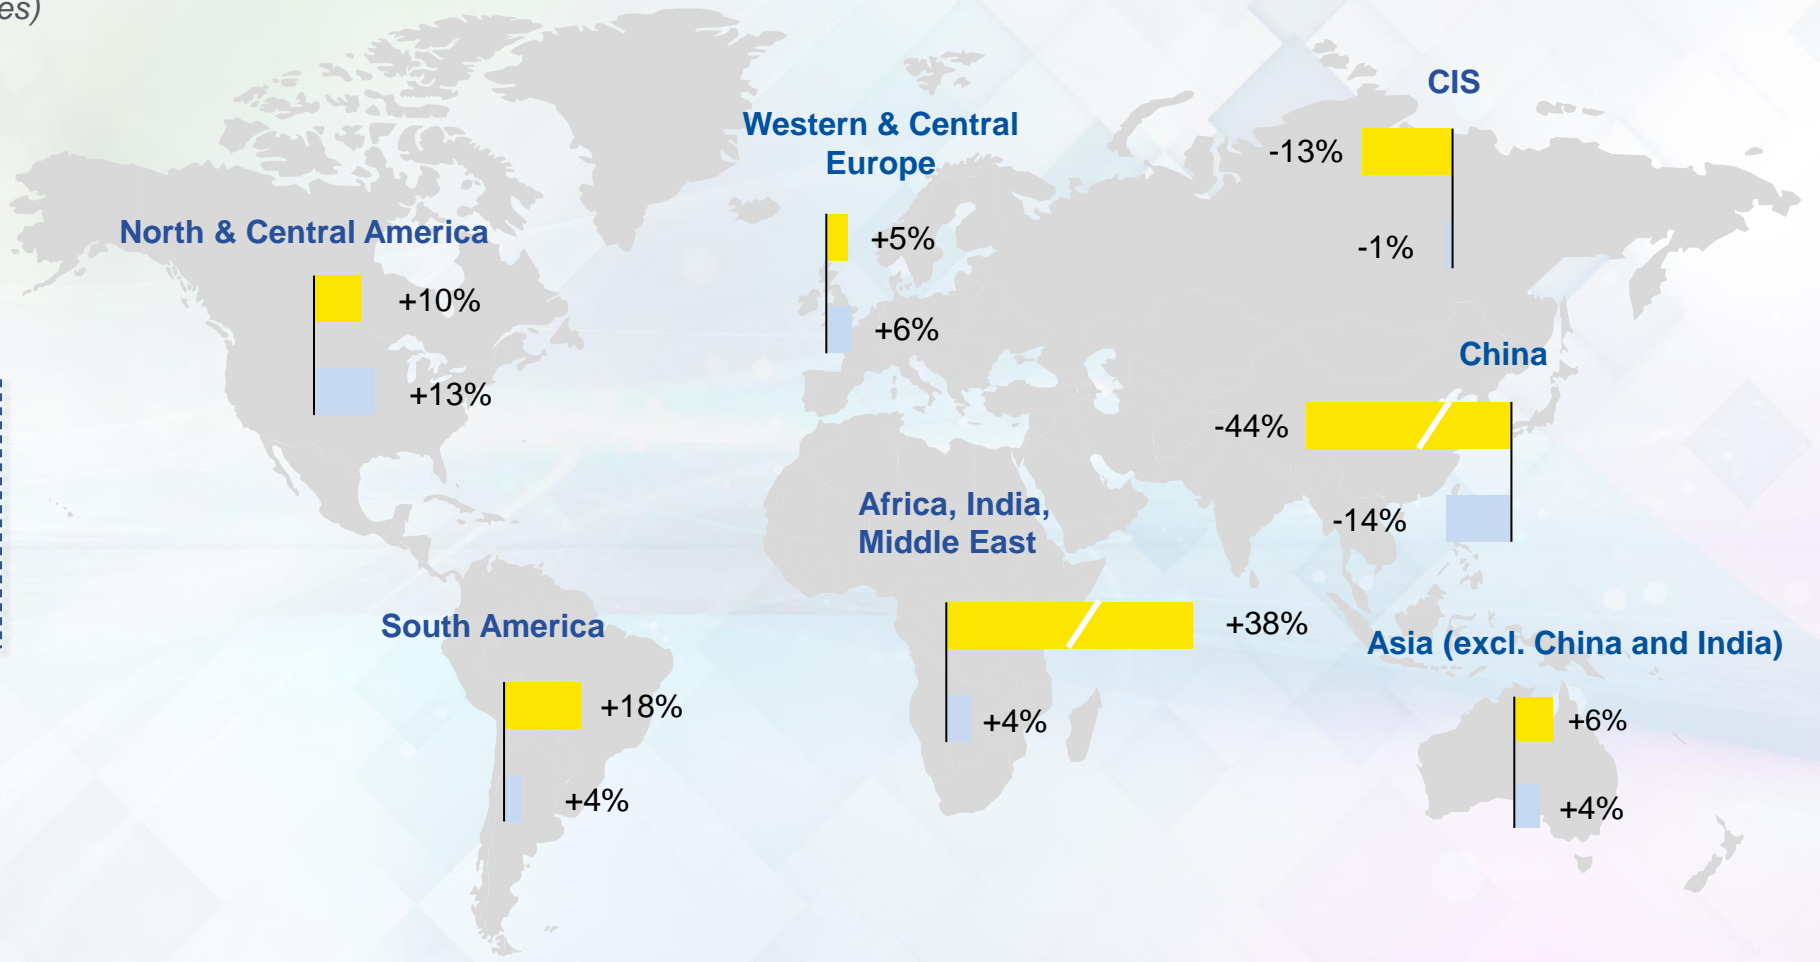 CIS
-13%
-1%
Western & Central
Europe
+5%
+6%
North & Central America
+10%
+13%
China
-44%
-14%
Africa, India,
Middle East
+38%
+4%
South America
+18%
+4%
Asia (excl. China and India)
+6%
+4%